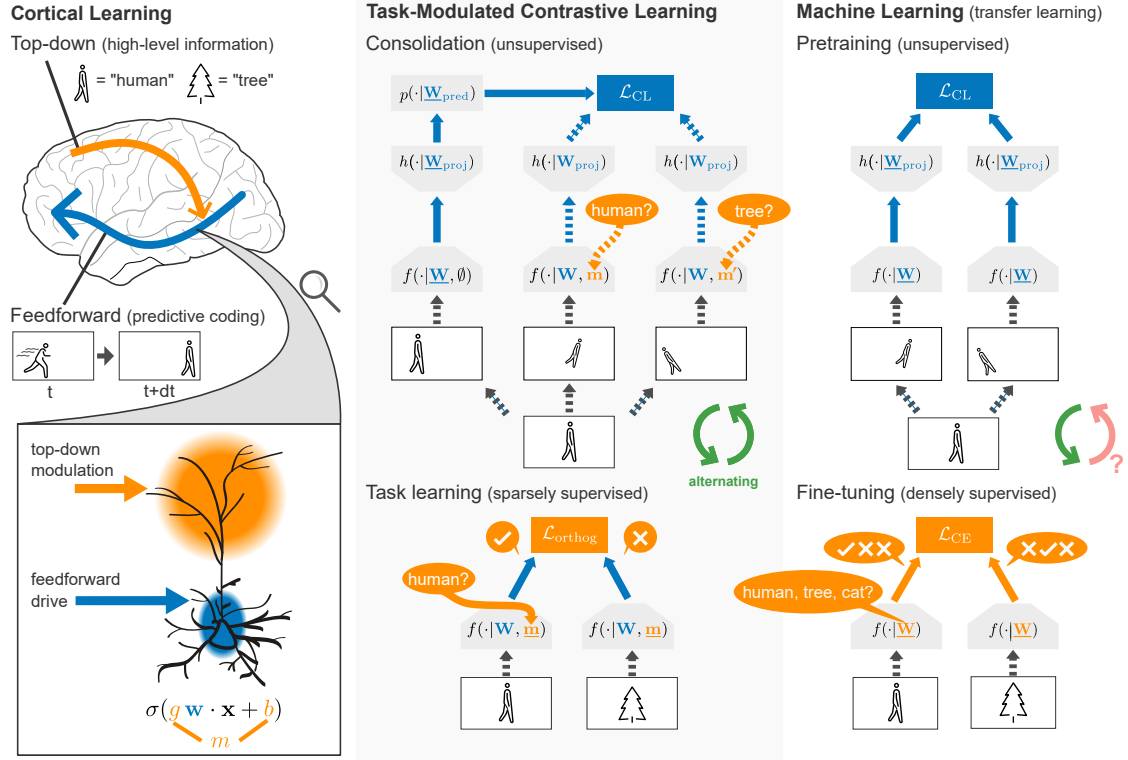 Cortical Learning
Top-down (high-level information)
= "human"
= "tree"
Feedforward (predictive coding)
t
t+dt
top-down
modulation
feedforward
drive
σ(g w · x + b)
m
Task-Modulated Contrastive Learning
Consolidation (unsupervised)
p(·|W_pred)
L_CL
h(·|W_proj)
h(·|W_proj)
h(·|W_proj)
human?
tree?
f(·|W, ∅)
f(·|W, m)
f(·|W, m′)
alternating
Task learning (sparsely supervised)
L_orthog
human?
f(·|W, m)
f(·|W, m)
Machine Learning (transfer learning)
Pretraining (unsupervised)
L_CL
h(·|W_proj)
h(·|W_proj)
f(·|W)
f(·|W)
?
Fine-tuning (densely supervised)
L_CE
human, tree, cat?
f(·|W)
f(·|W)